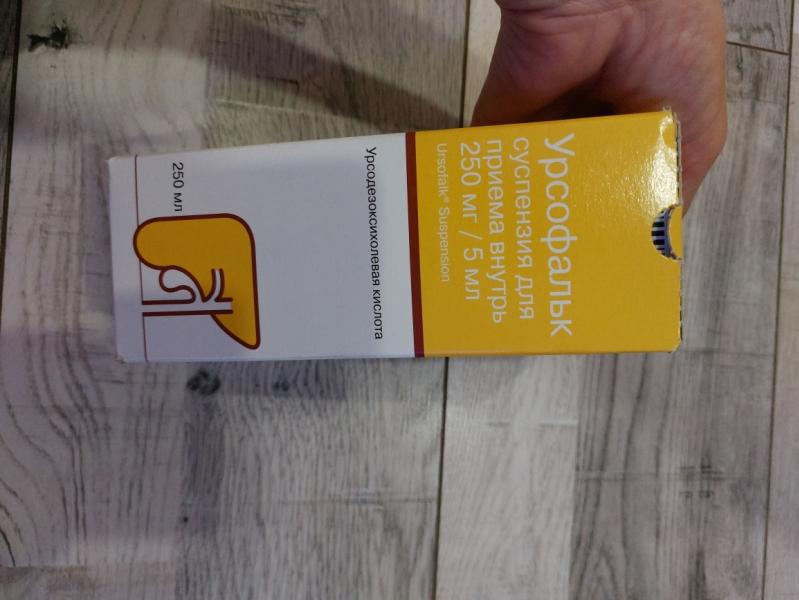 Урсофальк
суспензия для
приема внутрь
250 мг / 5 мл
Ursofalk® Suspension
Урсодезоксихолевая кислота
250 мл